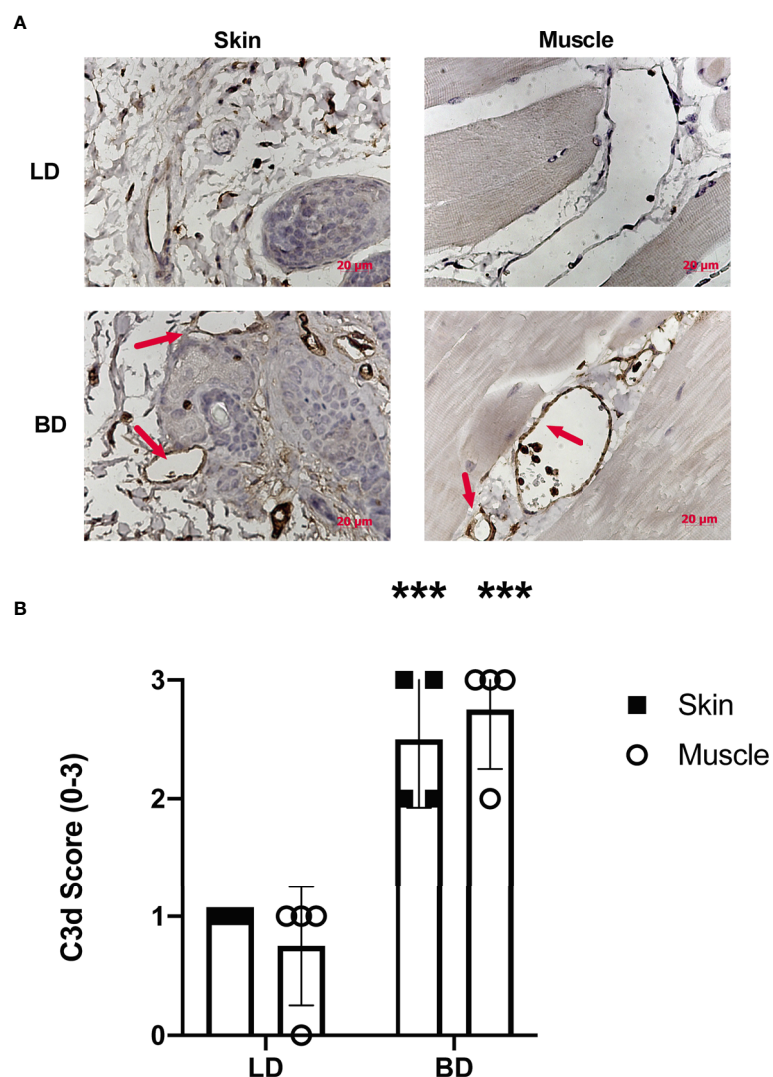 A
Skin Muscle
LD
20 µm 20 µm
BD
20 µm 20 µm
B
*** ***
3
2
1
0
C3d Score (0-3)
LD BD
Skin
Muscle